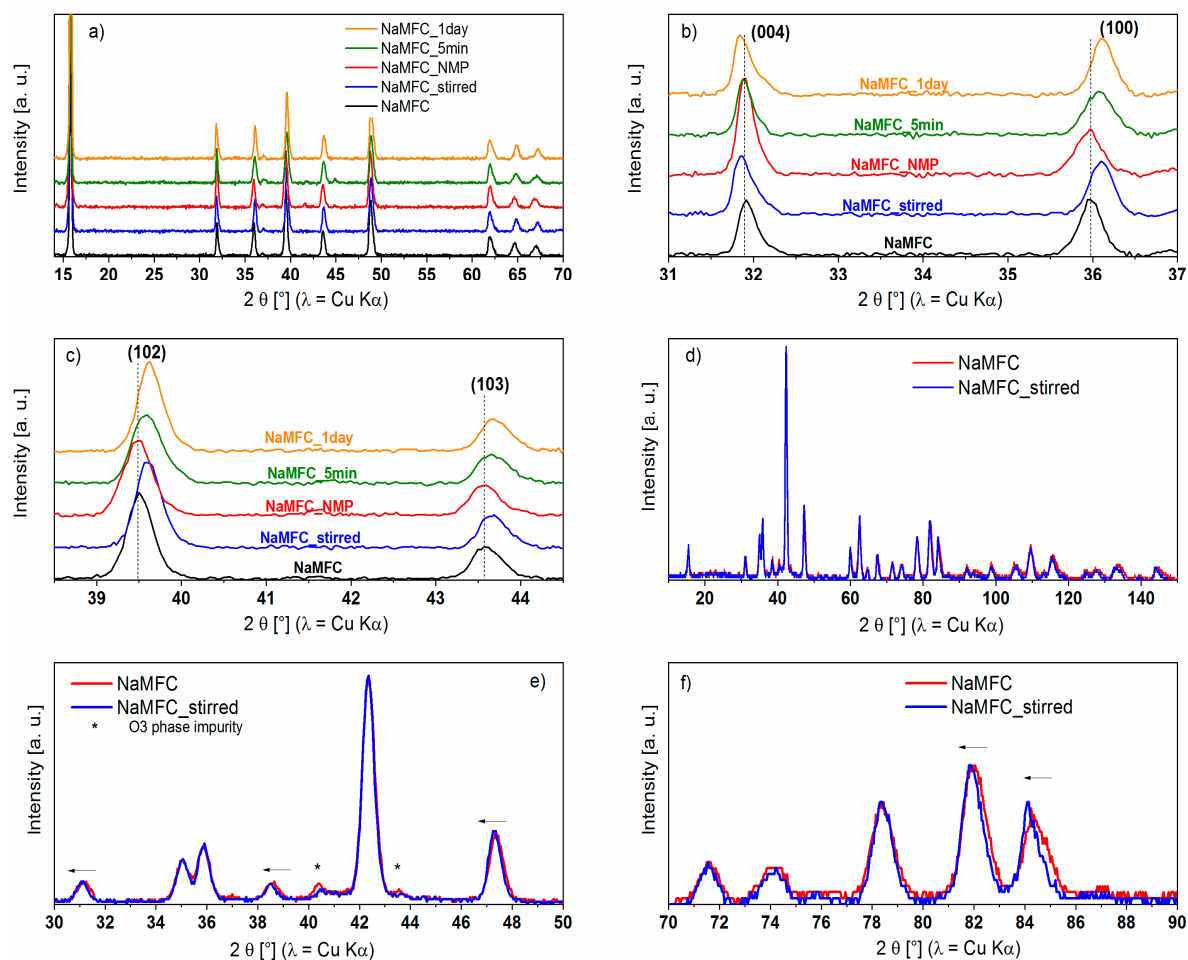 a)
NaMFC_1day
NaMFC_5min
NaMFC_NMP
NaMFC_stirred
NaMFC
Intensity [a. u.]
15 20 25 30 35 40 45 50 55 60 65 70
2 θ [°] (λ = Cu Kα)
b)
(004)
(100)
NaMFC_1day
NaMFC_5min
NaMFC_NMP
NaMFC_stirred
NaMFC
Intensity [a. u.]
31 32 33 34 35 36 37
2 θ [°] (λ = Cu Kα)
c)
(102)
(103)
NaMFC_1day
NaMFC_5min
NaMFC_NMP
NaMFC_stirred
NaMFC
Intensity [a. u.]
39 40 41 42 43 44
2 θ [°] (λ = Cu Kα)
d)
NaMFC
NaMFC_stirred
Intensity [a. u.]
20 40 60 80 100 120 140
2 θ [°] (λ = Cu Kα)
e)
NaMFC
NaMFC_stirred
* O3 phase impurity
* *
Intensity [a. u.]
30 32 34 36 38 40 42 44 46 48 50
2 θ [°] (λ = Cu Kα)
f)
NaMFC
NaMFC_stirred
Intensity [a. u.]
70 72 74 76 78 80 82 84 86 88 90
2 θ [°] (λ = Cu Kα)